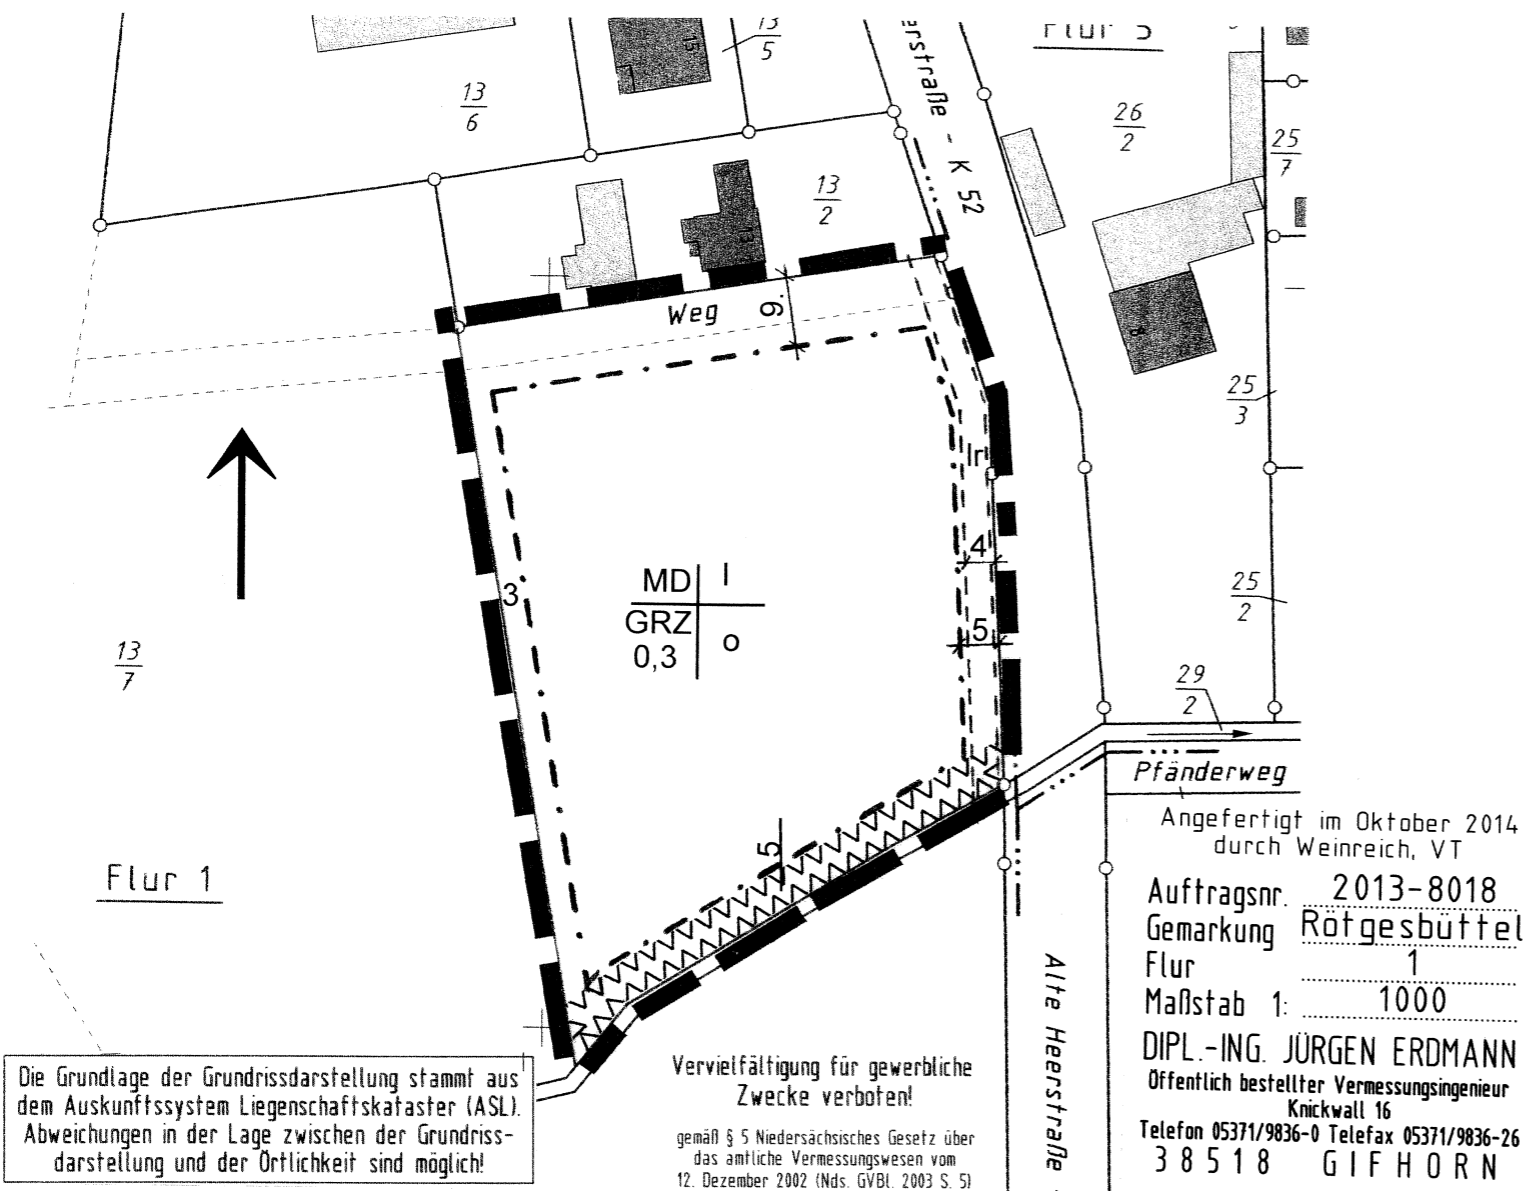 13
5
15
Flur 5
13
6
erstraße - K 52
26
2
25
7
13
2
13
Weg
9.
8
25
3
lr
4
MD
I
GRZ
0,3
o
3
5
25
2
13
7
29
2
Pfänderweg
5
Flur 1
Angefertigt im Oktober 2014
durch Weinreich, VT
Auftragsnr. 2013-8018
Gemarkung Rötgesbüttel
Flur 1
Maßstab 1: 1000
DIPL.-ING. JÜRGEN ERDMANN
Öffentlich bestellter Vermessungsingenieur
Knickwall 16
Telefon 05371/9836-0 Telefax 05371/9836-26
38518 GIFHORN
Alte Heerstraße
Die Grundlage der Grundrissdarstellung stammt aus
dem Auskunftssystem Liegenschaftskataster (ASL).
Abweichungen in der Lage zwischen der Grundriss-
darstellung und der Örtlichkeit sind möglich!
Vervielfältigung für gewerbliche
Zwecke verboten!
gemäß § 5 Niedersächsisches Gesetz über
das amtliche Vermessungswesen vom
12. Dezember 2002 (Nds. GVBl. 2003 S. 5)